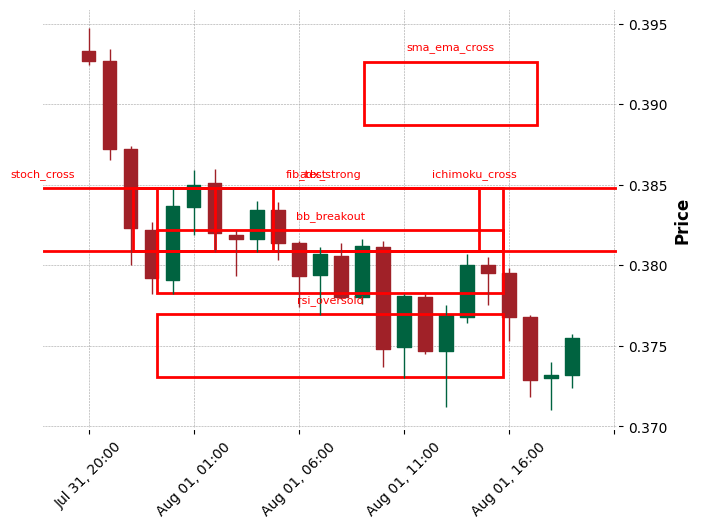 0.395
sma_ema_cross
0.390
stoch_cross
ichimoku_cross
0.385
bb_breakout
0.380
rsi_oversold
0.375
0.370
Price
Jul 31, 20:00
Aug 01, 01:00
Aug 01, 06:00
Aug 01, 11:00
Aug 01, 16:00